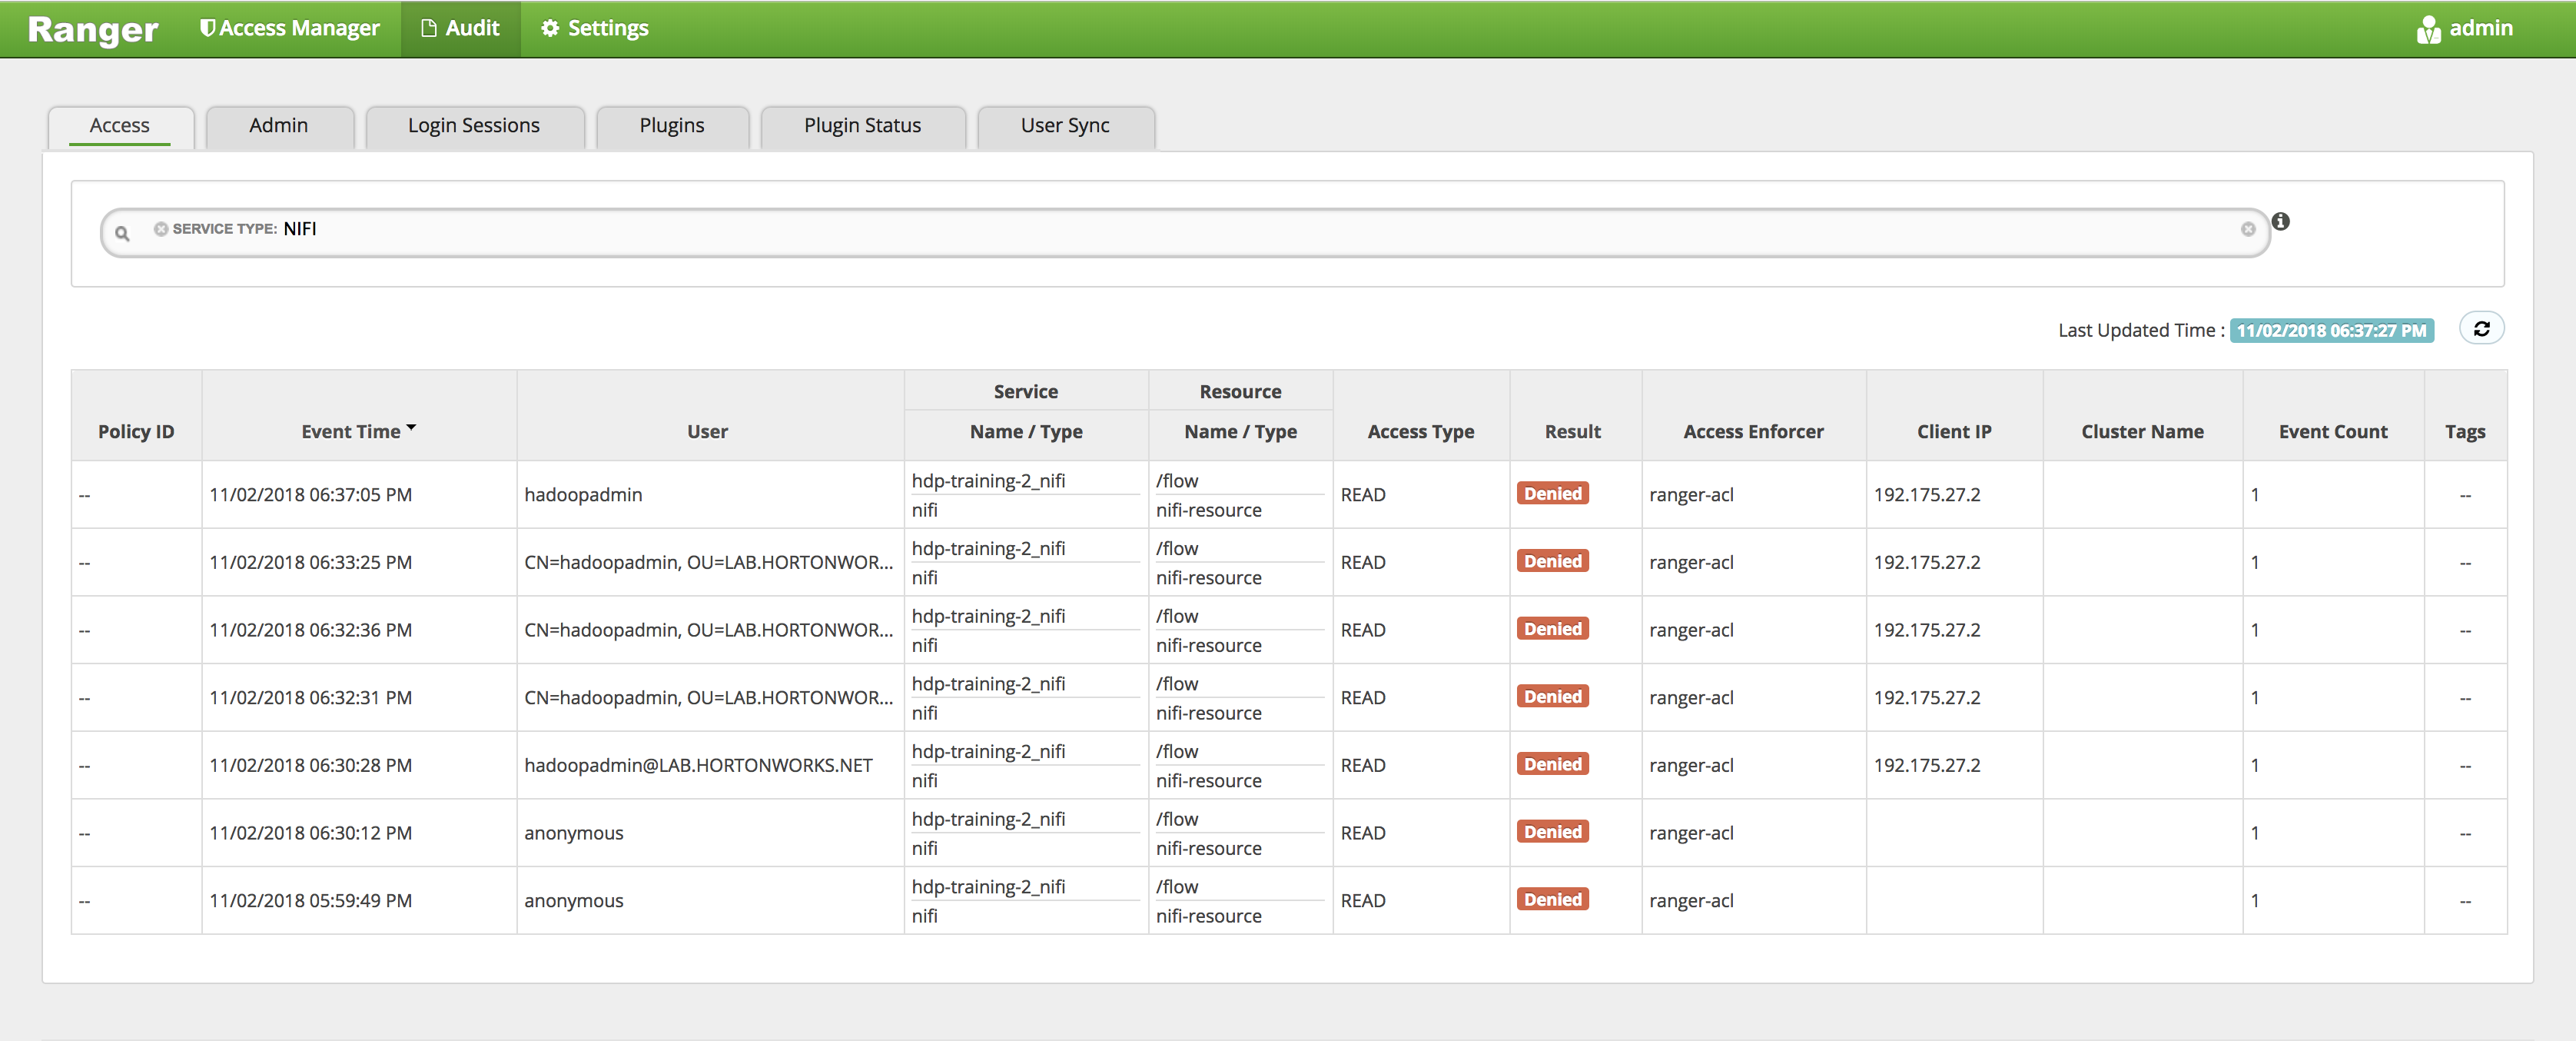 Ranger Access Manager Audit Settings admin
Access Admin Login Sessions Plugins Plugin Status User Sync
SERVICE TYPE: NIFI
Last Updated Time : 11/02/2018 06:37:27 PM
Service Resource
Policy ID Event Time User Name / Type Name / Type Access Type Result Access Enforcer Client IP Cluster Name Event Count Tags
hdp-training-2_nifi /flow
-- 11/02/2018 06:37:05 PM hadoopadmin READ Denied ranger-acl 192.175.27.2 1 --
nifi nifi-resource
hdp-training-2_nifi /flow
-- 11/02/2018 06:33:25 PM CN=hadoopadmin, OU=LAB.HORTONWOR... READ Denied ranger-acl 192.175.27.2 1 --
nifi nifi-resource
hdp-training-2_nifi /flow
-- 11/02/2018 06:32:36 PM CN=hadoopadmin, OU=LAB.HORTONWOR... READ Denied ranger-acl 192.175.27.2 1 --
nifi nifi-resource
hdp-training-2_nifi /flow
-- 11/02/2018 06:32:31 PM CN=hadoopadmin, OU=LAB.HORTONWOR... READ Denied ranger-acl 192.175.27.2 1 --
nifi nifi-resource
hdp-training-2_nifi /flow
-- 11/02/2018 06:30:28 PM hadoopadmin@LAB.HORTONWORKS.NET READ Denied ranger-acl 192.175.27.2 1 --
nifi nifi-resource
hdp-training-2_nifi /flow
-- 11/02/2018 06:30:12 PM anonymous READ Denied ranger-acl 1 --
nifi nifi-resource
hdp-training-2_nifi /flow
-- 11/02/2018 05:59:49 PM anonymous READ Denied ranger-acl 1 --
nifi nifi-resource